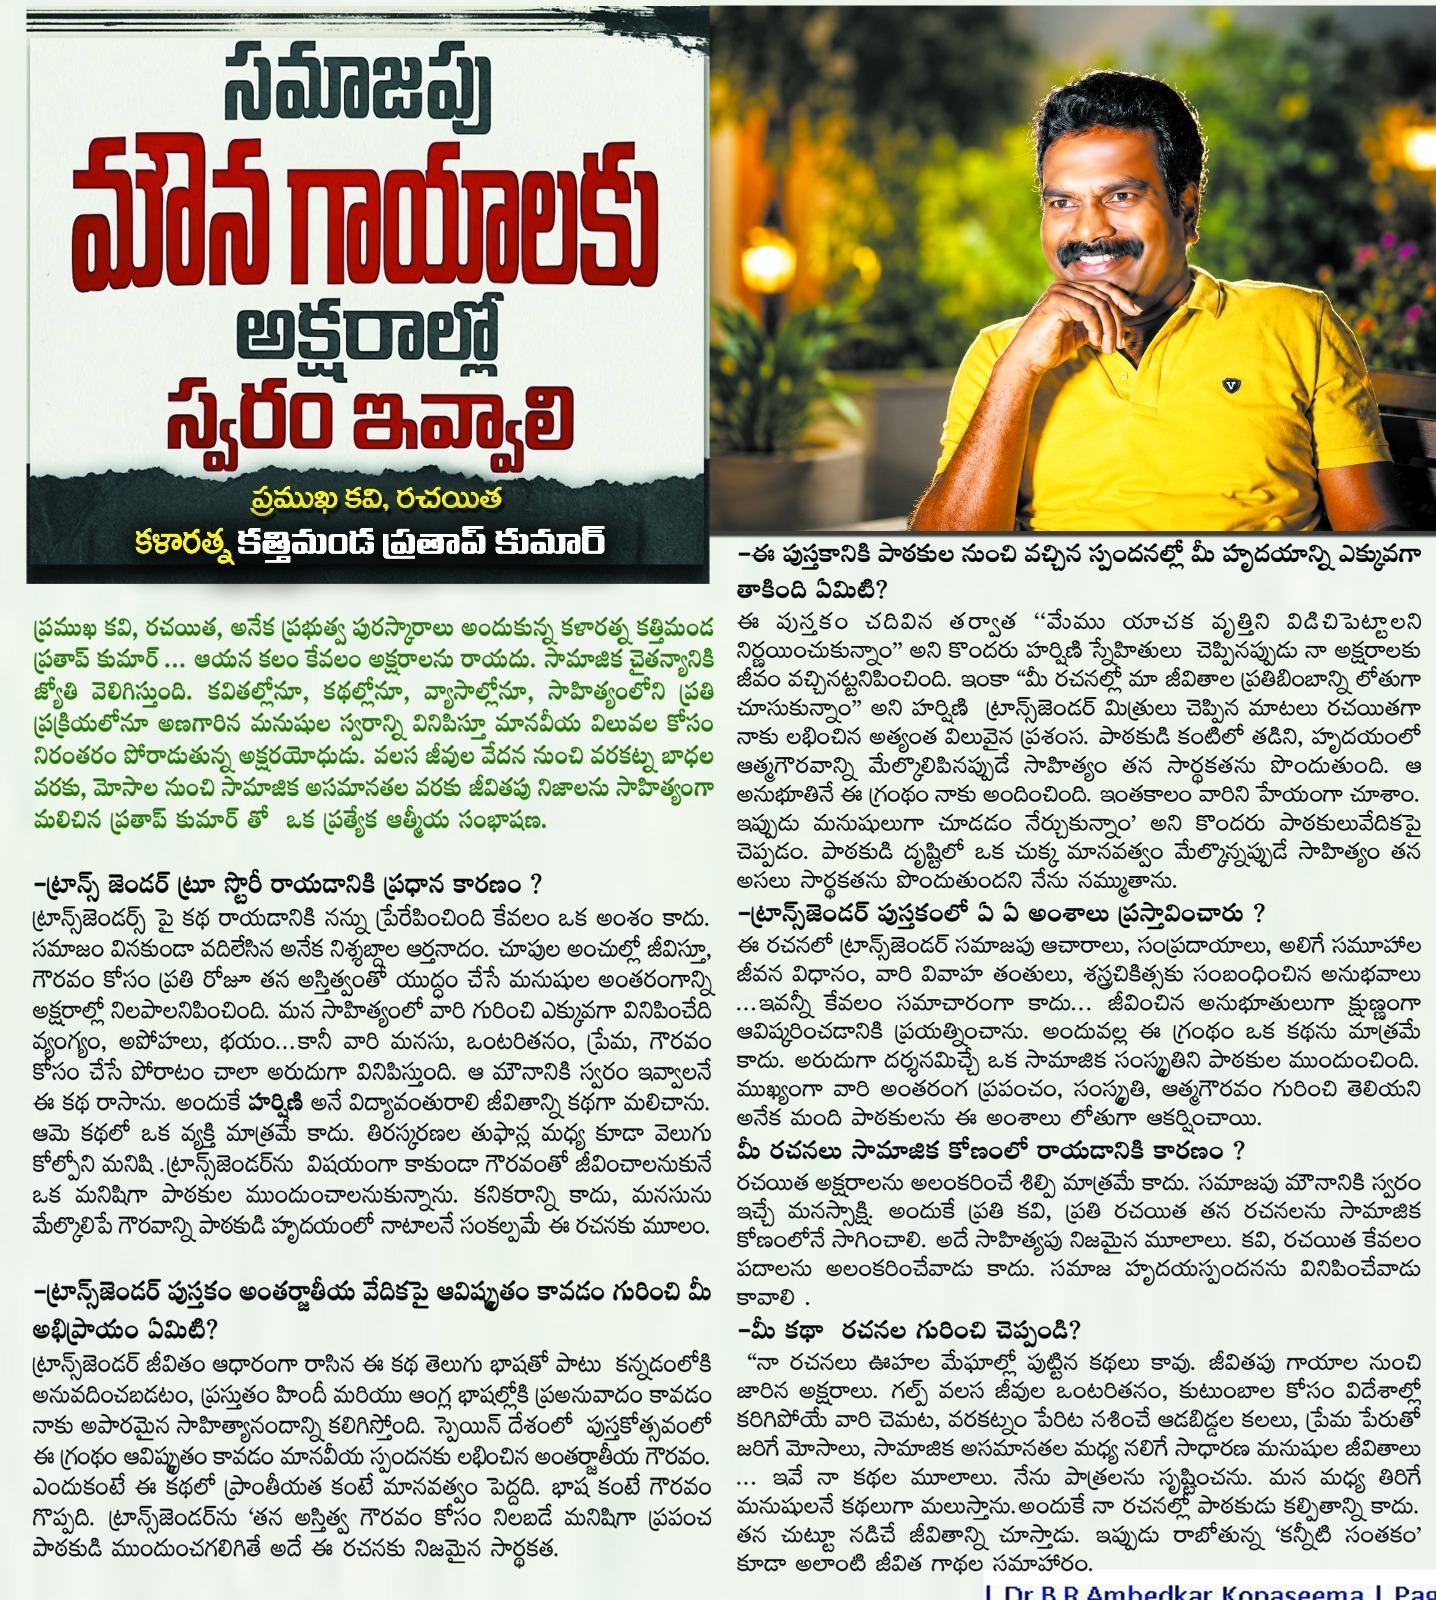 సమాజపు
మౌన గాయాలకు
అక్షరాల్లో
స్వరం ఇవ్వాలి
ప్రముఖ కవి, రచయిత
కళారత్న కత్తిమండ ప్రతాప్ కుమార్
ప్రముఖ కవి, రచయిత, అనేక ప్రభుత్వ పురస్కారాలు అందుకున్న కళారత్న కత్తిమండ
ప్రతాప్ కుమార్... ఆయన కలం కేవలం అక్షరాలను రాయదు. సామాజిక చైతన్యానికి
జ్యోతి వెలిగిస్తుంది. కవితల్లోనూ, కథల్లోనూ, వ్యాసాల్లోనూ, సాహిత్యంలోని ప్రతి
ప్రక్రియలోనూ అణగారిన మనుషుల స్వరాన్ని వినిపిస్తూ మానవీయ విలువల కోసం
నిరంతరం పోరాడుతున్న అక్షరయోధుడు. వలస జీవుల వేదన నుంచి వరకట్న బాధల
వరకు, మోసాల నుంచి సామాజిక అసమానతల వరకు జీవితపు నిజాలను సాహిత్యంగా
మలిచిన ప్రతాప్ కుమార్ తో ఒక ప్రత్యేక ఆత్మీయ సంభాషణ.
-ట్రాన్స్ జెండర్ ట్రూ స్టోరీ రాయడానికి ప్రధాన కారణం ?
ట్రాన్స్‌జెండర్స్ పై కథ రాయడానికి నన్ను ప్రేరేపించింది కేవలం ఒక అంశం కాదు.
సమాజం వినకుండా వదిలేసిన అనేక నిశ్శబ్దాల ఆర్తనాదం. చూపుల అంచుల్లో జీవిస్తూ,
గౌరవం కోసం ప్రతి రోజూ తన అస్తిత్వంతో యుద్ధం చేసే మనుషుల అంతరంగాన్ని
అక్షరాల్లో నిలపాలనిపించింది. మన సాహిత్యంలో వారి గురించి ఎక్కువగా వినిపించేది
వ్యంగ్యం, అపోహలు, భయం...కానీ వారి మనసు, ఒంటరితనం, ప్రేమ, గౌరవం
కోసం చేసే పోరాటం చాలా అరుదుగా వినిపిస్తుంది. ఆ మౌనానికి స్వరం ఇవ్వాలనే
ఈ కథ రాసాను. అందుకే హర్షిణి అనే విద్యావంతురాలి జీవితాన్ని కథగా మలిచాను.
ఆమె కథలో ఒక వ్యక్తి మాత్రమే కాదు. తిరస్కరణల తుఫాన్ల మధ్య కూడా వెలుగు
కోల్పోని మనిషి .ట్రాన్స్‌జెండర్‌ను విషయంగా కాకుండా గౌరవంతో జీవించాలనుకునే
ఒక మనిషిగా పాఠకుల ముందుంచాలనుకున్నాను. కనికరాన్ని కాదు, మనసును
మేల్కొలిపే గౌరవాన్ని పాఠకుడి హృదయంలో నాటాలనే సంకల్పమే ఈ రచనకు మూలం.
-ట్రాన్స్‌జెండర్ పుస్తకం అంతర్జాతీయ వేదికపై ఆవిష్కృతం కావడం గురించి మీ
అభిప్రాయం ఏమిటి?
ట్రాన్స్‌జెండర్ జీవితం ఆధారంగా రాసిన ఈ కథ తెలుగు భాషతో పాటు కన్నడంలోకి
అనువదించబడటం, ప్రస్తుతం హిందీ మరియు ఆంగ్ల భాషల్లోకి ప్రఅనువాదం కావడం
నాకు అపారమైన సాహిత్యానందాన్ని కలిగిస్తోంది. స్పెయిన్ దేశంలో పుస్తకోత్సవంలో
ఈ గ్రంథం ఆవిష్కృతం కావడం మానవీయ స్పందనకు లభించిన అంతర్జాతీయ గౌరవం.
ఎందుకంటే ఈ కథలో ప్రాంతీయత కంటే మానవత్వం పెద్దది. భాష కంటే గౌరవం
గొప్పది. ట్రాన్స్‌జెండర్‌ను ‘తన అస్తిత్వ గౌరవం కోసం నిలబడే మనిషిగా ప్రపంచ
పాఠకుడి ముందుంచగలిగితే అదే ఈ రచనకు నిజమైన సార్థకత.
-ఈ పుస్తకానికి పాఠకుల నుంచి వచ్చిన స్పందనల్లో మీ హృదయాన్ని ఎక్కువగా
తాకింది ఏమిటి?
ఈ పుస్తకం చదివిన తర్వాత ‘‘మేము యాచక వృత్తిని విడిచిపెట్టాలని
నిర్ణయించుకున్నాం” అని కొందరు హర్షిణి స్నేహితులు చెప్పినప్పుడు నా అక్షరాలకు
జీవం వచ్చినట్టనిపించింది. ఇంకా “మీ రచనల్లో మా జీవితాల ప్రతిబింబాన్ని లోతుగా
చూసుకున్నాం” అని హర్షిణి ట్రాన్స్‌జెండర్ మిత్రులు చెప్పిన మాటలు రచయితగా
నాకు లభించిన అత్యంత విలువైన ప్రశంస. పాఠకుడి కంటిలో తడిని, హృదయంలో
ఆత్మగౌరవాన్ని మేల్కొలిపినప్పుడే సాహిత్యం తన సార్థకతను పొందుతుంది. ఆ
అనుభూతినే ఈ గ్రంథం నాకు అందించింది. ఇంతకాలం వారిని హేయంగా చూశాం.
ఇప్పుడు మనుషులుగా చూడడం నేర్చుకున్నాం’ అని కొందరు పాఠకులువేదికపై
చెప్పడం. పాఠకుడి దృష్టిలో ఒక చుక్క మానవత్వం మేల్కొన్నప్పుడే సాహిత్యం తన
అసలు సార్థకతను పొందుతుందని నేను నమ్ముతాను.
-ట్రాన్స్‌జెండర్ పుస్తకంలో ఏ ఏ అంశాలు ప్రస్తావించారు ?
ఈ రచనలో ట్రాన్స్‌జెండర్ సమాజపు ఆచారాలు, సంప్రదాయాలు, అలిగే సమూహాల
జీవన విధానం, వారి వివాహ తంతులు, శస్త్రచికిత్సకు సంబంధించిన అనుభవాలు
...ఇవన్నీ కేవలం సమాచారంగా కాదు... జీవించిన అనుభూతులుగా క్షుణ్ణంగా
ఆవిష్కరించడానికి ప్రయత్నించాను. అందువల్ల ఈ గ్రంథం ఒక కథను మాత్రమే
కాదు. అరుదుగా దర్శనమిచ్చే ఒక సామాజిక సంస్కృతిని పాఠకుల ముందుంచింది.
ముఖ్యంగా వారి అంతరంగ ప్రపంచం, సంస్కృతి, ఆత్మగౌరవం గురించి తెలియని
అనేక మంది పాఠకులను ఈ అంశాలు లోతుగా ఆకర్షించాయి.
మీ రచనలు సామాజిక కోణంలో రాయడానికి కారణం ?
రచయిత అక్షరాలను అలంకరించే శిల్పి మాత్రమే కాదు. సమాజపు మౌనానికి స్వరం
ఇచ్చే మనస్సాక్షి. అందుకే ప్రతి కవి, ప్రతి రచయిత తన రచనలను సామాజిక
కోణంలోనే సాగించాలి. అదే సాహిత్యపు నిజమైన మూలాలు. కవి, రచయిత కేవలం
పదాలను అలంకరించేవాడు కాదు. సమాజ హృదయస్పందనను వినిపించేవాడు
కావాలి .
-మీ కథా రచనల గురించి చెప్పండి?
“నా రచనలు ఊహల మేఘాల్లో పుట్టిన కథలు కావు. జీవితపు గాయాల నుంచి
జారిన అక్షరాలు. గల్ఫ్ వలస జీవుల ఒంటరితనం, కుటుంబాల కోసం విదేశాల్లో
కరిగిపోయే వారి చెమట, వరకట్నం పేరిట నశించే ఆడబిడ్డల కలలు, ప్రేమ పేరుతో
జరిగే మోసాలు, సామాజిక అసమానతల మధ్య నలిగే సాధారణ మనుషుల జీవితాలు
... ఇవే నా కథల మూలాలు. నేను పాత్రలను సృష్టించను. మన మధ్య తిరిగే
మనుషులనే కథలుగా మలుస్తాను.అందుకే నా రచనల్లో పాఠకుడు కల్పితాన్ని కాదు.
తన చుట్టూ నడిచే జీవితాన్ని చూస్తాడు. ఇప్పుడు రాబోతున్న ‘కన్నీటి సంతకం’
కూడా అలాంటి జీవిత గాథల సమాహారం.
| Dr B R Ambedkar Konaseema | Pag